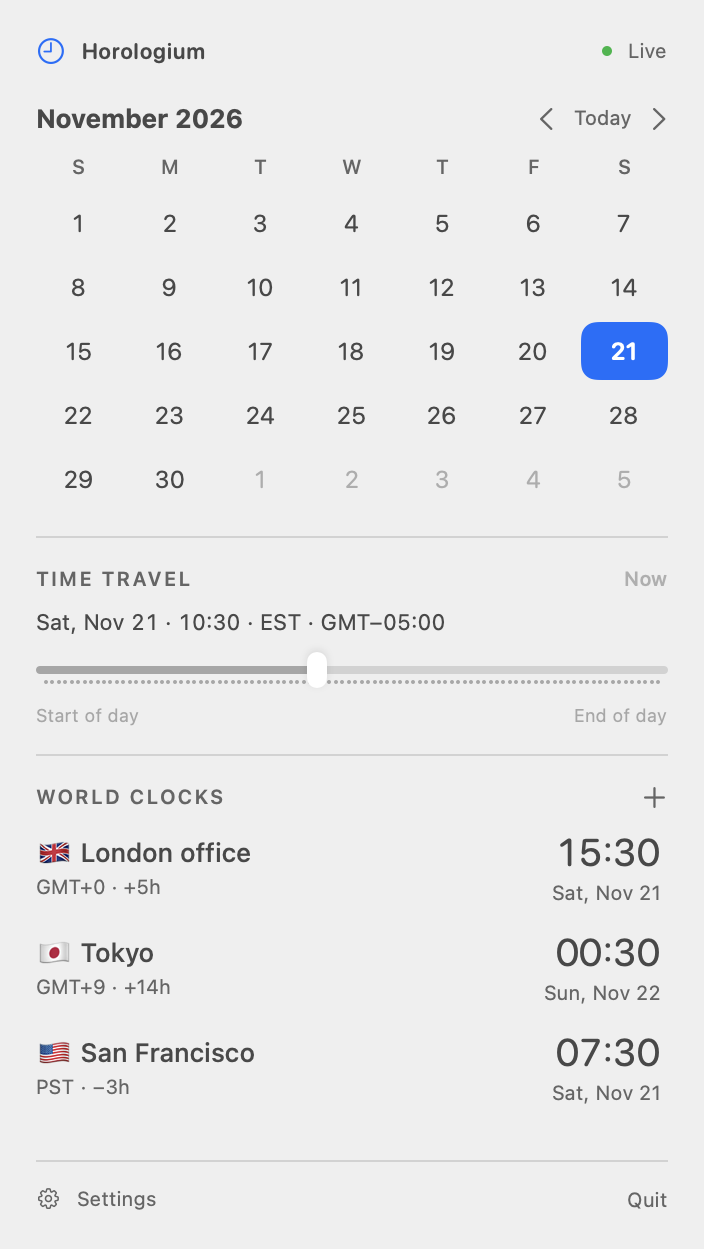 Horologium Live
November 2026 Today
S M T W T F S
1 2 3 4 5 6 7
8 9 10 11 12 13 14
15 16 17 18 19 20 21
22 23 24 25 26 27 28
29 30 1 2 3 4 5
TIME TRAVEL Now
Sat, Nov 21 · 10:30 · EST · GMT−05:00
Start of day End of day
WORLD CLOCKS
London office 15:30
GMT+0 · +5h Sat, Nov 21
Tokyo 00:30
GMT+9 · +14h Sun, Nov 22
San Francisco 07:30
PST · −3h Sat, Nov 21
Settings Quit